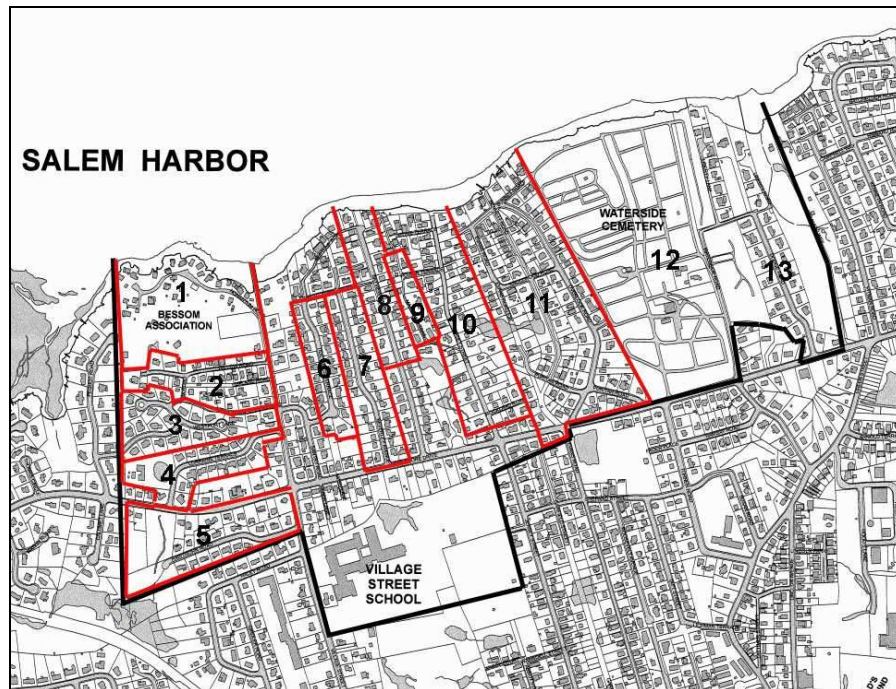 SALEM HARBOR
1
BESSOM
ASSOCIATION
2
3
4
5
6
7
8
9
10
11
WATERSIDE
CEMETERY
12
13
VILLAGE
STREET
SCHOOL